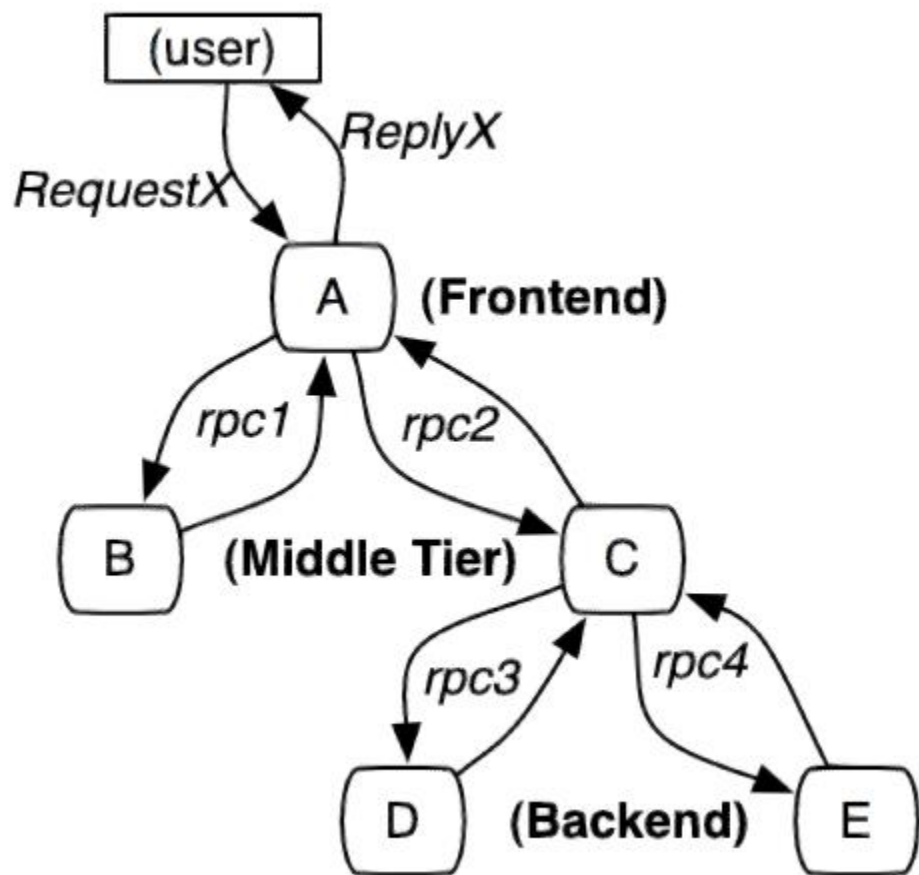 (user)
ReplyX
RequestX
A
(Frontend)
rpc1
rpc2
B
(Middle Tier)
C
rpc3
rpc4
D
(Backend)
E